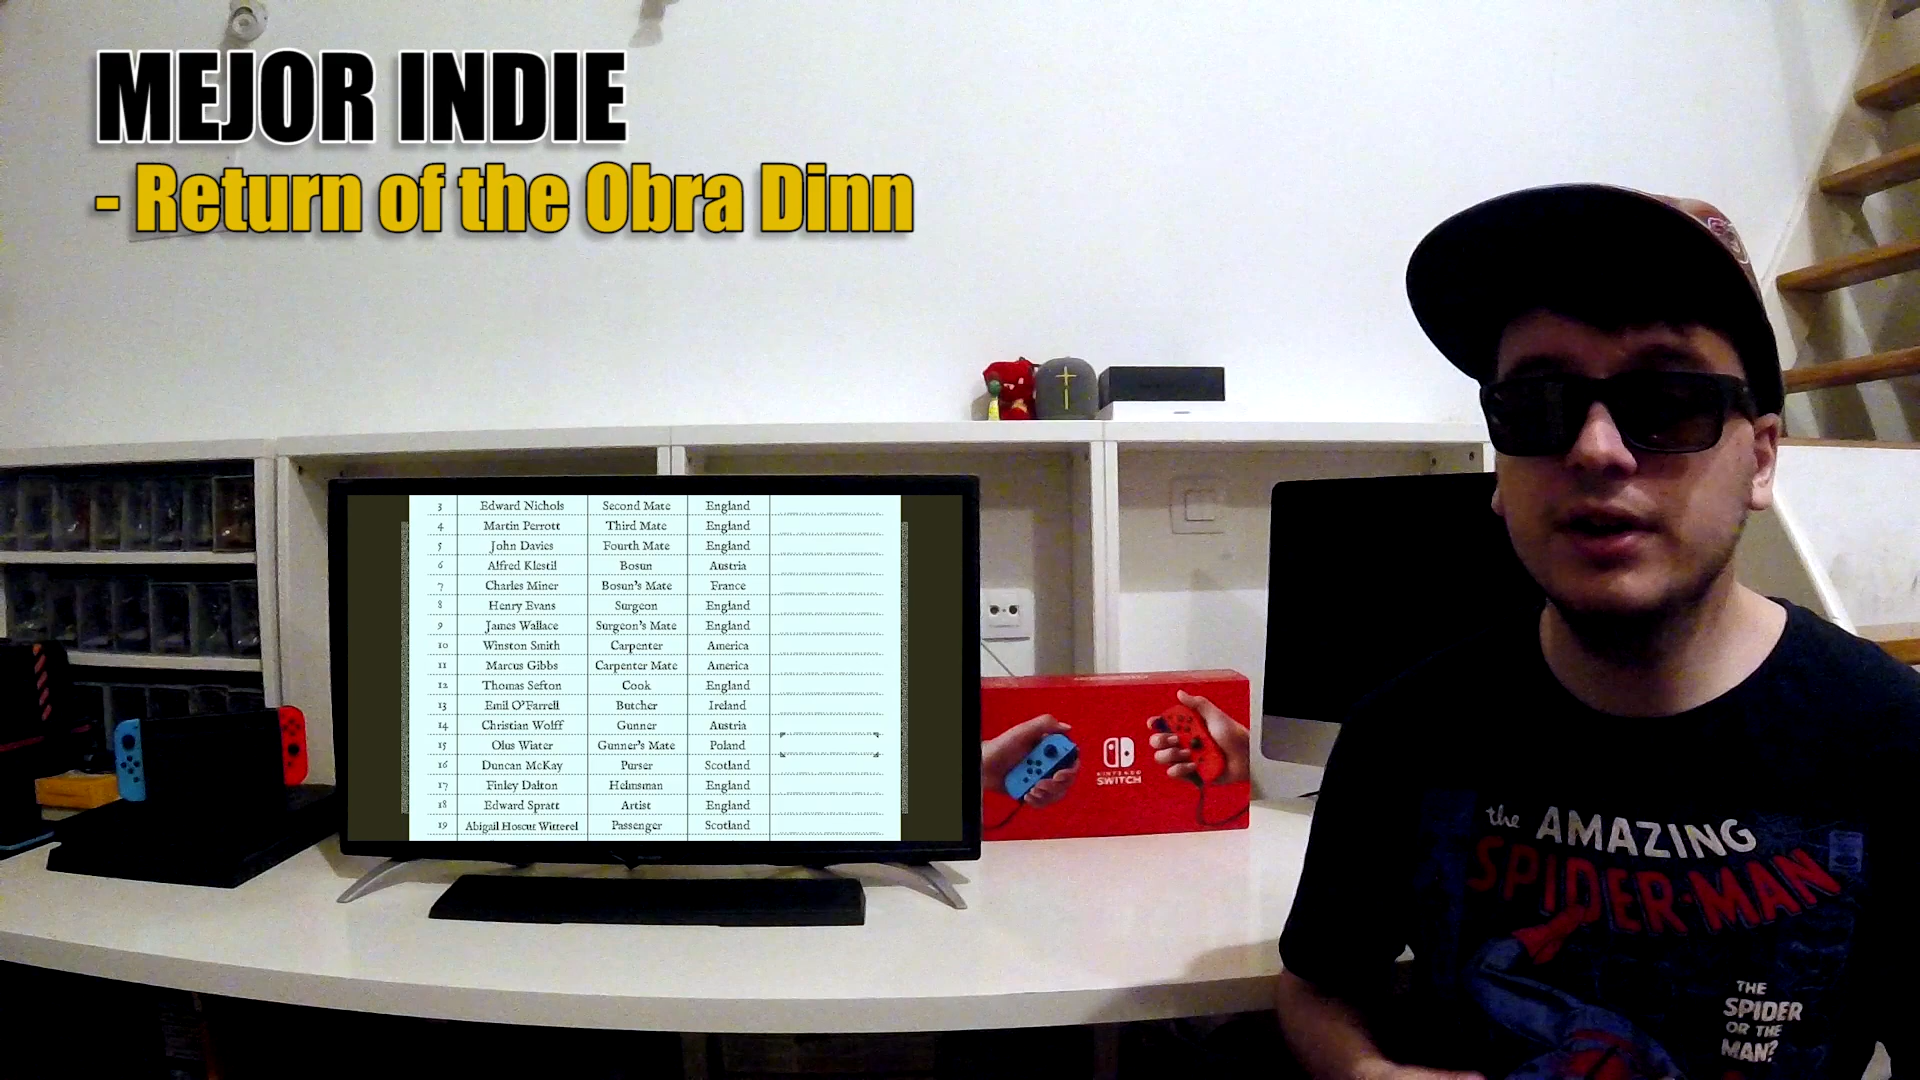 MEJOR INDIE
- Return of the Obra Dinn
3 Edward Nichols Second Mate England
4 Martin Perrott Third Mate England
5 John Davies Fourth Mate England
6 Alfred Klestil Bosun Austria
7 Charles Miner Bosun's Mate France
8 Henry Evans Surgeon England
9 James Wallace Surgeon's Mate England
10 Winston Smith Carpenter America
11 Marcus Gibbs Carpenter Mate America
12 Thomas Sefton Cook England
13 Emil O'Farrell Butcher Ireland
14 Christian Wolff Gunner Austria
15 Olus Wiater Gunner's Mate Poland
16 Duncan McKay Purser Scotland
17 Finley Dalton Helmsman England
18 Edward Spratt Artist England
19 Abigail Hoscut Witterel Passenger Scotland
NINTENDO
SWITCH
the AMAZING
SPIDER-MAN
THE
SPIDER
OR THE
MAN?